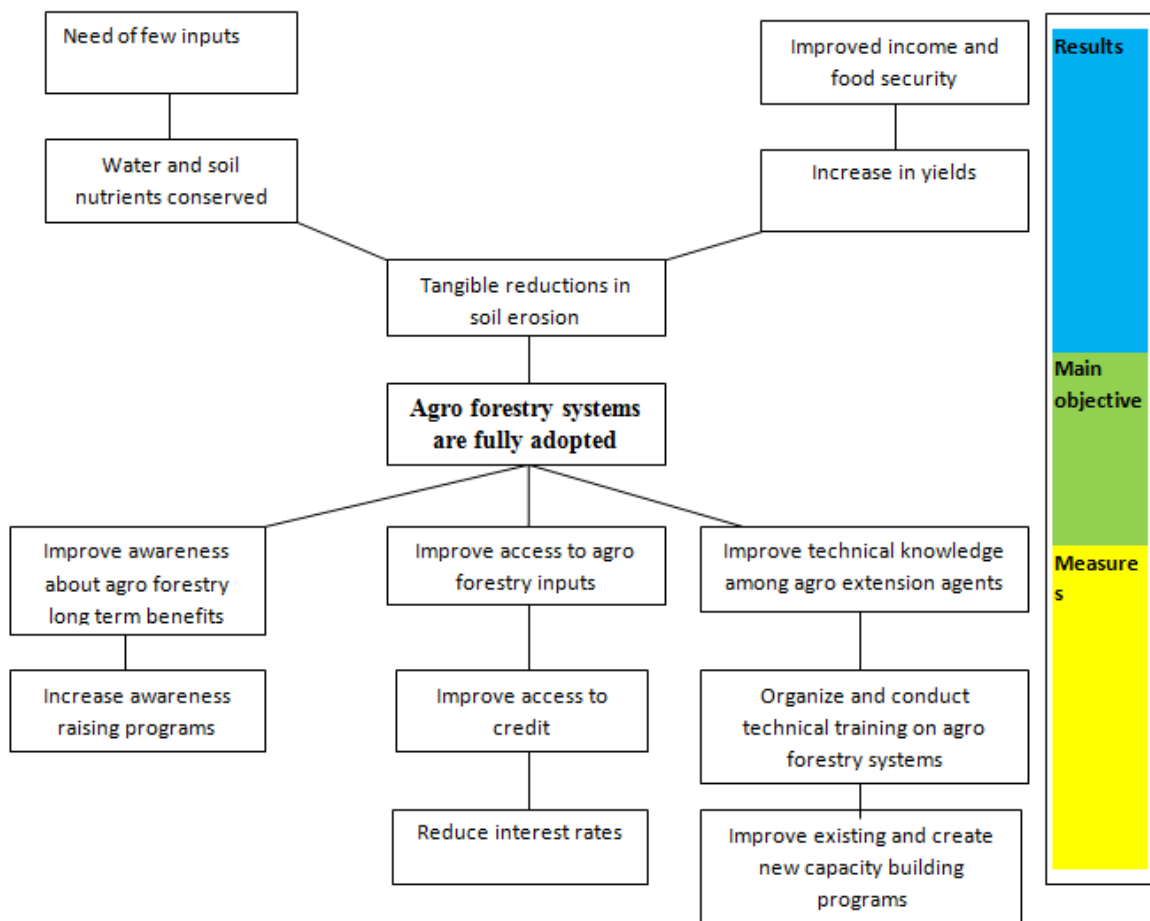 Need of few inputs
Improved income and
food security
Results
Water and soil
nutrients conserved
Increase in yields
Tangible reductions in
soil erosion
Main
objective
Agro forestry systems
are fully adopted
Improve awareness
about agro forestry
long term benefits
Improve access to agro
forestry inputs
Improve technical knowledge
among agro extension agents
Measure
s
Increase awareness
raising programs
Improve access to
credit
Organize and conduct
technical training on agro
forestry systems
Reduce interest rates
Improve existing and create
new capacity building
programs